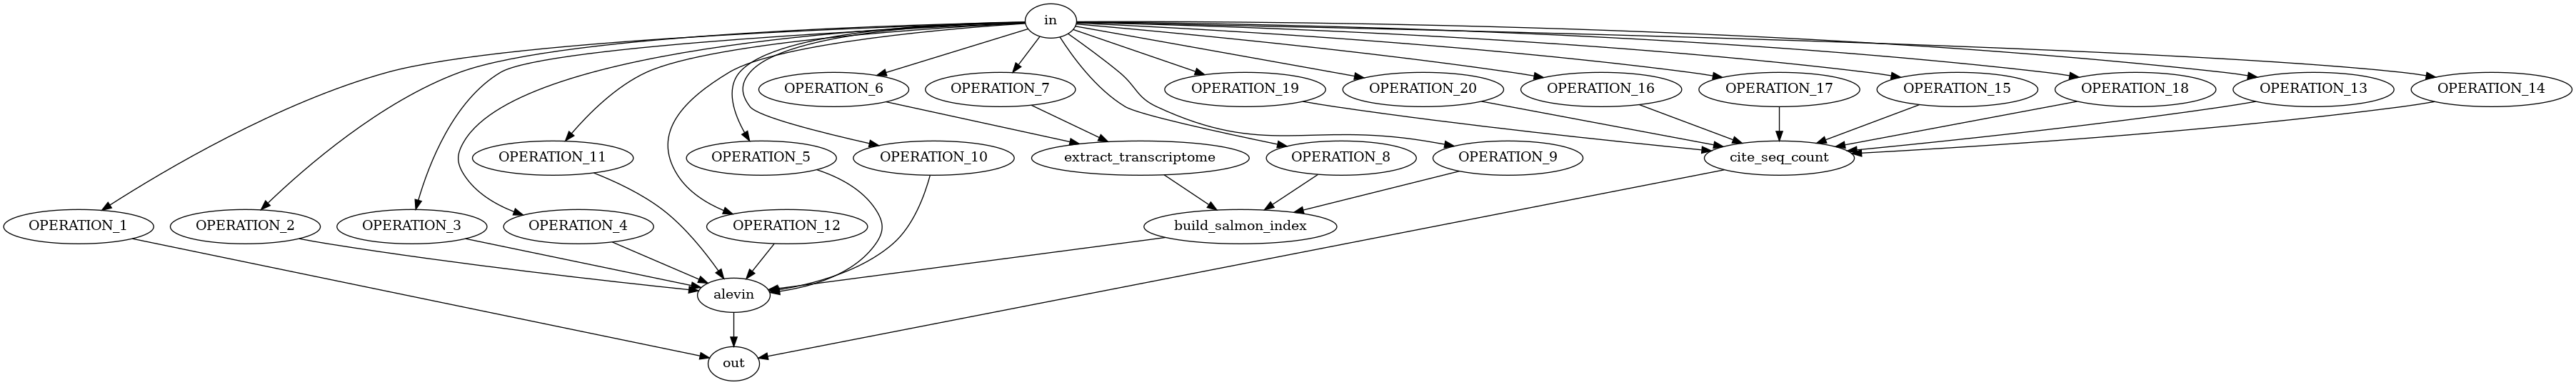 in
OPERATION_6
OPERATION_7
OPERATION_19
OPERATION_20
OPERATION_16
OPERATION_17
OPERATION_15
OPERATION_18
OPERATION_13
OPERATION_14
OPERATION_11
OPERATION_5
OPERATION_10
extract_transcriptome
OPERATION_8
OPERATION_9
cite_seq_count
OPERATION_1
OPERATION_2
OPERATION_3
OPERATION_4
OPERATION_12
build_salmon_index
alevin
out